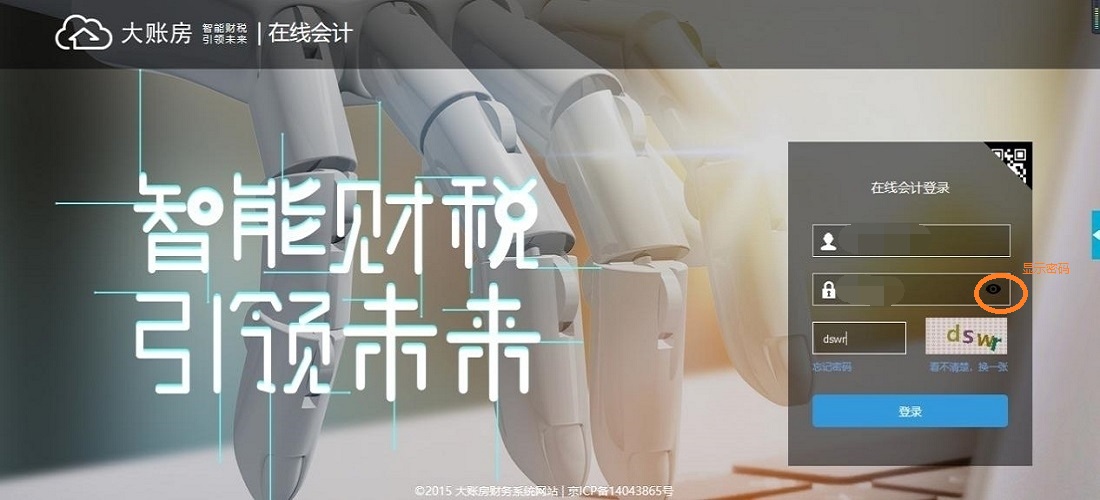 大账房 智能财税 | 在线会计
引领未来
智能财税
引领未来
在线会计登录
显示密码
dswr
dswr
忘记密码
看不清楚，换一张
登录
©2015 大账房财务系统网站 | 京ICP备14043865号